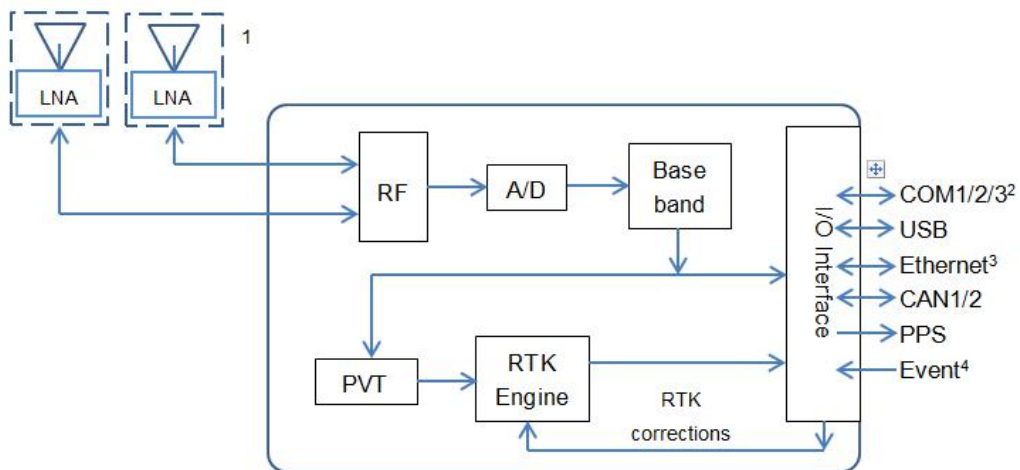 1
LNA
LNA
RF
A/D
Base
band
I/O Interface
COM1/2/3²
USB
Ethernet³
CAN1/2
PPS
Event⁴
PVT
RTK
Engine
RTK
corrections